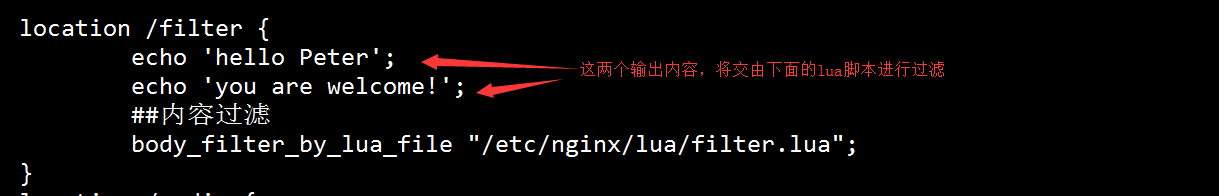 location /filter {
echo 'hello Peter';
echo 'you are welcome!';
这两个输出内容，将交由下面的lua脚本进行过滤
##内容过滤
body_filter_by_lua_file "/etc/nginx/lua/filter.lua";
}